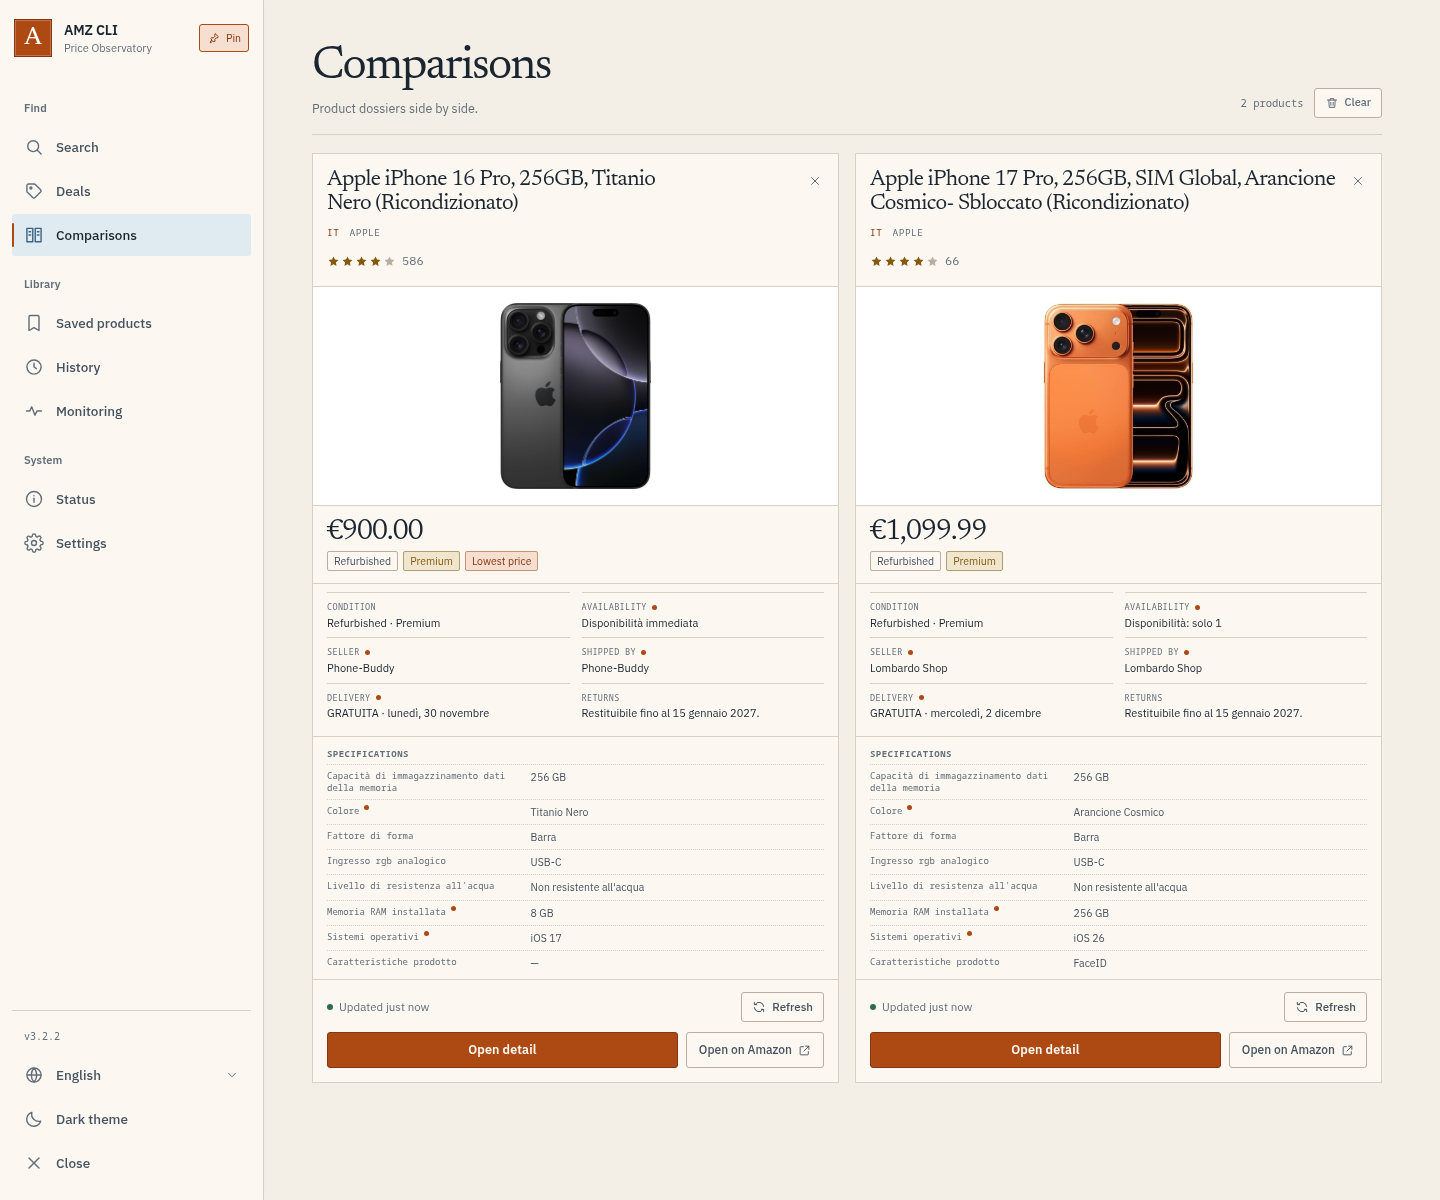 A
AMZ CLI
Price Observatory
Pin
Find
Search
Deals
Comparisons
Library
Saved products
History
Monitoring
System
Status
Settings
v3.2.2
English
Dark theme
Close
Comparisons
Product dossiers side by side.
2 products
Clear
Apple iPhone 16 Pro, 256GB, Titanio
Nero (Ricondizionato)
IT APPLE
586
€900.00
Refurbished Premium Lowest price
CONDITION
Refurbished · Premium
AVAILABILITY
Disponibilità immediata
SELLER
Phone-Buddy
SHIPPED BY
Phone-Buddy
DELIVERY
GRATUITA · lunedì, 30 novembre
RETURNS
Restituibile fino al 15 gennaio 2027.
SPECIFICATIONS
Capacità di immagazzinamento dati
della memoria
256 GB
Colore
Titanio Nero
Fattore di forma
Barra
Ingresso rgb analogico
USB-C
Livello di resistenza all'acqua
Non resistente all'acqua
Memoria RAM installata
8 GB
Sistemi operativi
iOS 17
Caratteristiche prodotto
—
Updated just now
Refresh
Open detail
Open on Amazon
Apple iPhone 17 Pro, 256GB, SIM Global, Arancione
Cosmico- Sbloccato (Ricondizionato)
IT APPLE
66
€1,099.99
Refurbished Premium
CONDITION
Refurbished · Premium
AVAILABILITY
Disponibilità: solo 1
SELLER
Lombardo Shop
SHIPPED BY
Lombardo Shop
DELIVERY
GRATUITA · mercoledì, 2 dicembre
RETURNS
Restituibile fino al 15 gennaio 2027.
SPECIFICATIONS
Capacità di immagazzinamento dati
della memoria
256 GB
Colore
Arancione Cosmico
Fattore di forma
Barra
Ingresso rgb analogico
USB-C
Livello di resistenza all'acqua
Non resistente all'acqua
Memoria RAM installata
256 GB
Sistemi operativi
iOS 26
Caratteristiche prodotto
FaceID
Updated just now
Refresh
Open detail
Open on Amazon